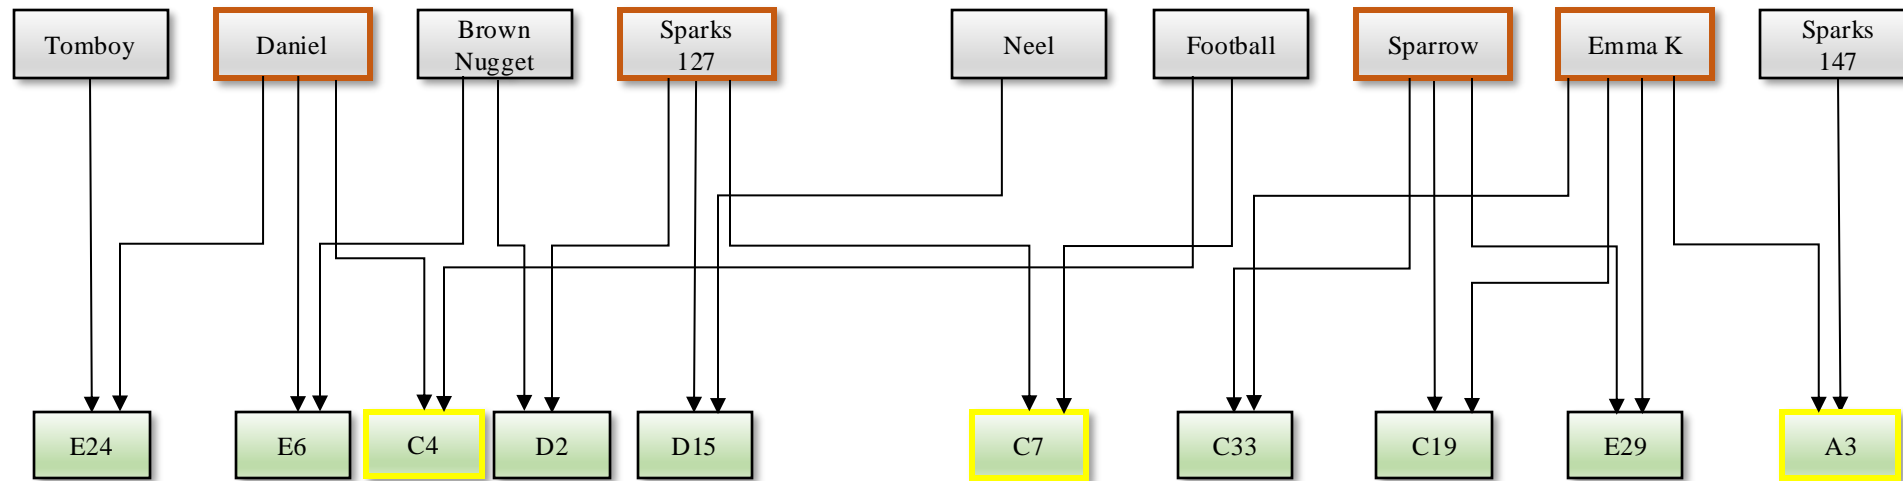 Tomboy
Daniel
Brown
Nugget
Sparks
127
Neel
Football
Sparrow
Emma K
Sparks
147
E24
E6
C4
D2
D15
C7
C33
C19
E29
A3